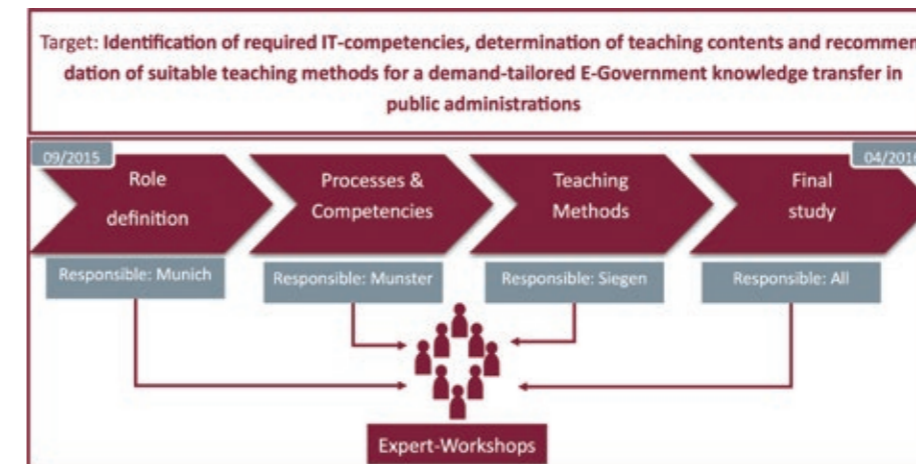 Target: Identification of required IT-competencies, determination of teaching contents and recommen
dation of suitable teaching methods for a demand-tailored E-Government knowledge transfer in
public administrations
09/2015
04/2016
Role
definition
Processes &
Competencies
Teaching
Methods
Final
study
Responsible: Munich
Responsible: Munster
Responsible: Siegen
Responsible: All
Expert-Workshops